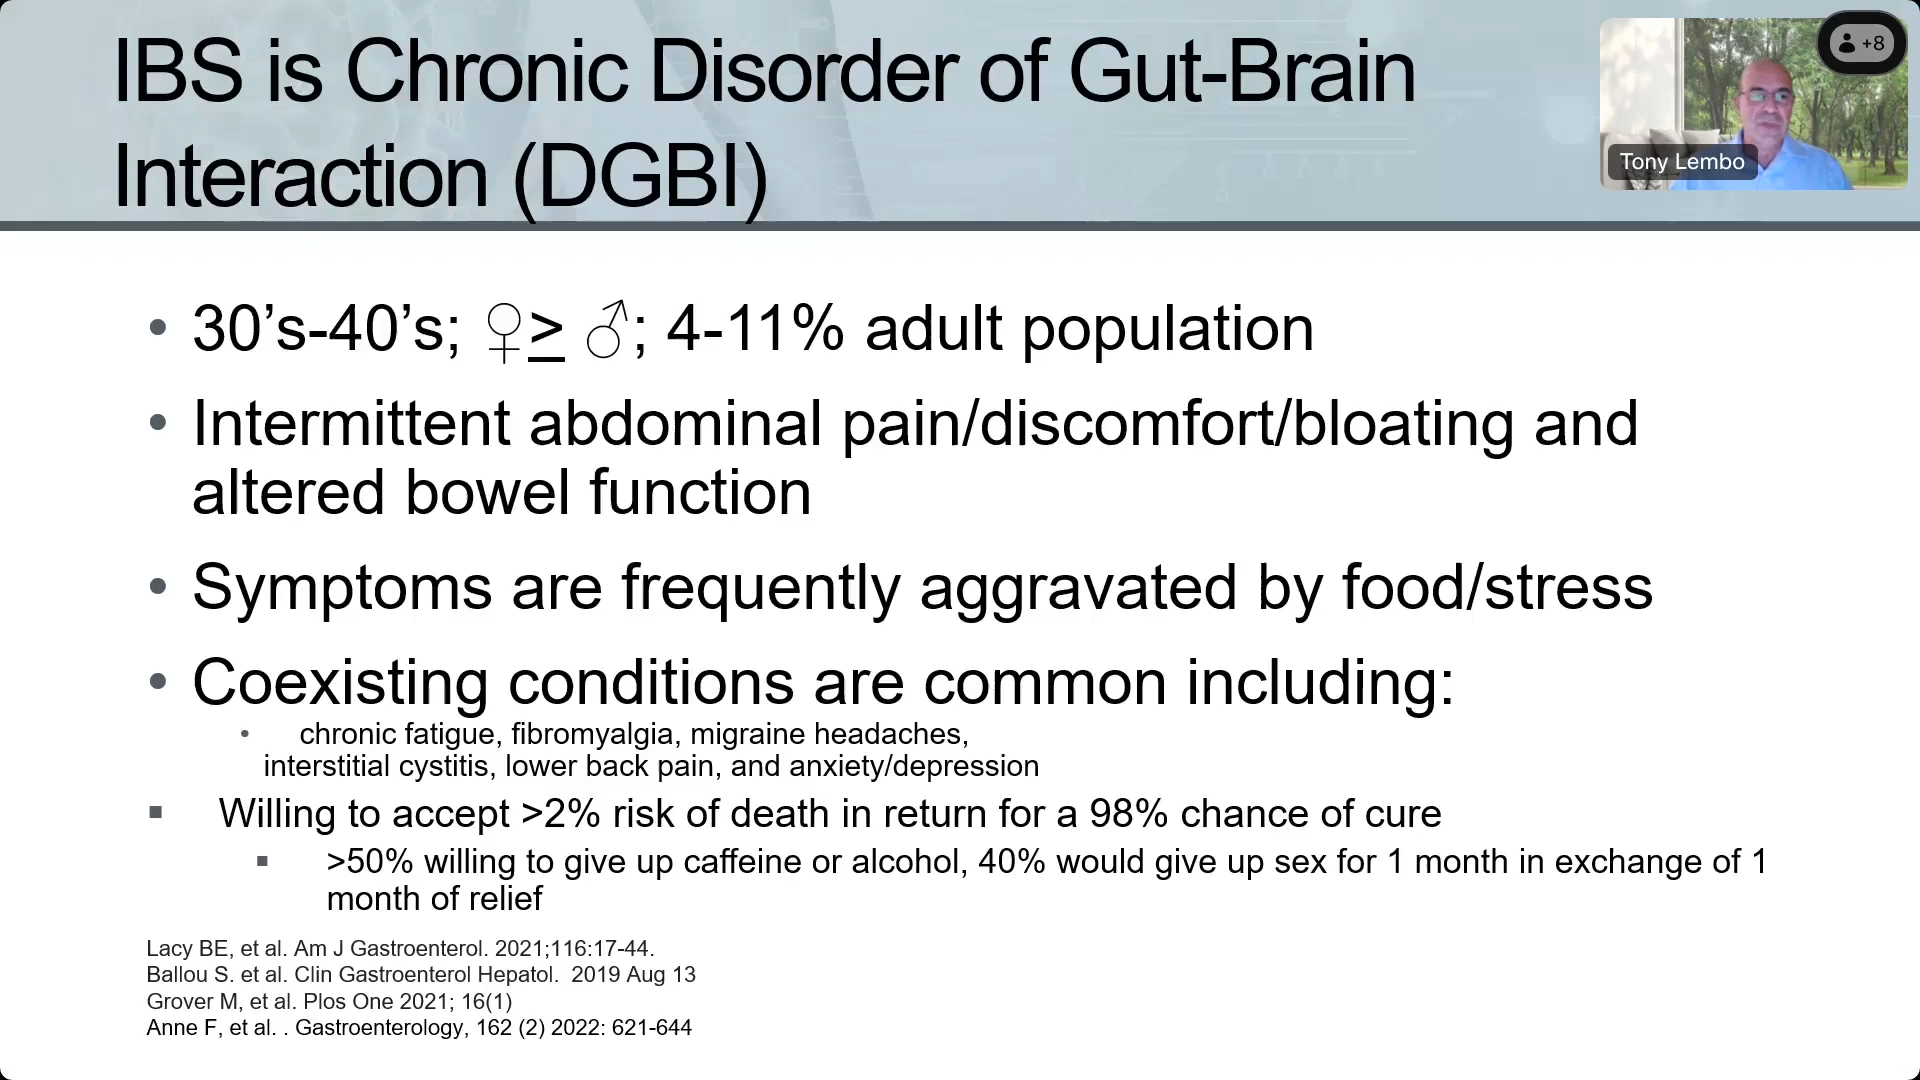 IBS is Chronic Disorder of Gut-Brain
Interaction (DGBI)
+8
Tony Lembo
• 30’s-40’s; ♀≥ ♂; 4-11% adult population
• Intermittent abdominal pain/discomfort/bloating and
altered bowel function
• Symptoms are frequently aggravated by food/stress
• Coexisting conditions are common including:
• chronic fatigue, fibromyalgia, migraine headaches,
interstitial cystitis, lower back pain, and anxiety/depression
▪ Willing to accept >2% risk of death in return for a 98% chance of cure
▪ >50% willing to give up caffeine or alcohol, 40% would give up sex for 1 month in exchange of 1
month of relief
Lacy BE, et al. Am J Gastroenterol. 2021;116:17-44.
Ballou S. et al. Clin Gastroenterol Hepatol. 2019 Aug 13
Grover M, et al. Plos One 2021; 16(1)
Anne F, et al. . Gastroenterology, 162 (2) 2022: 621-644